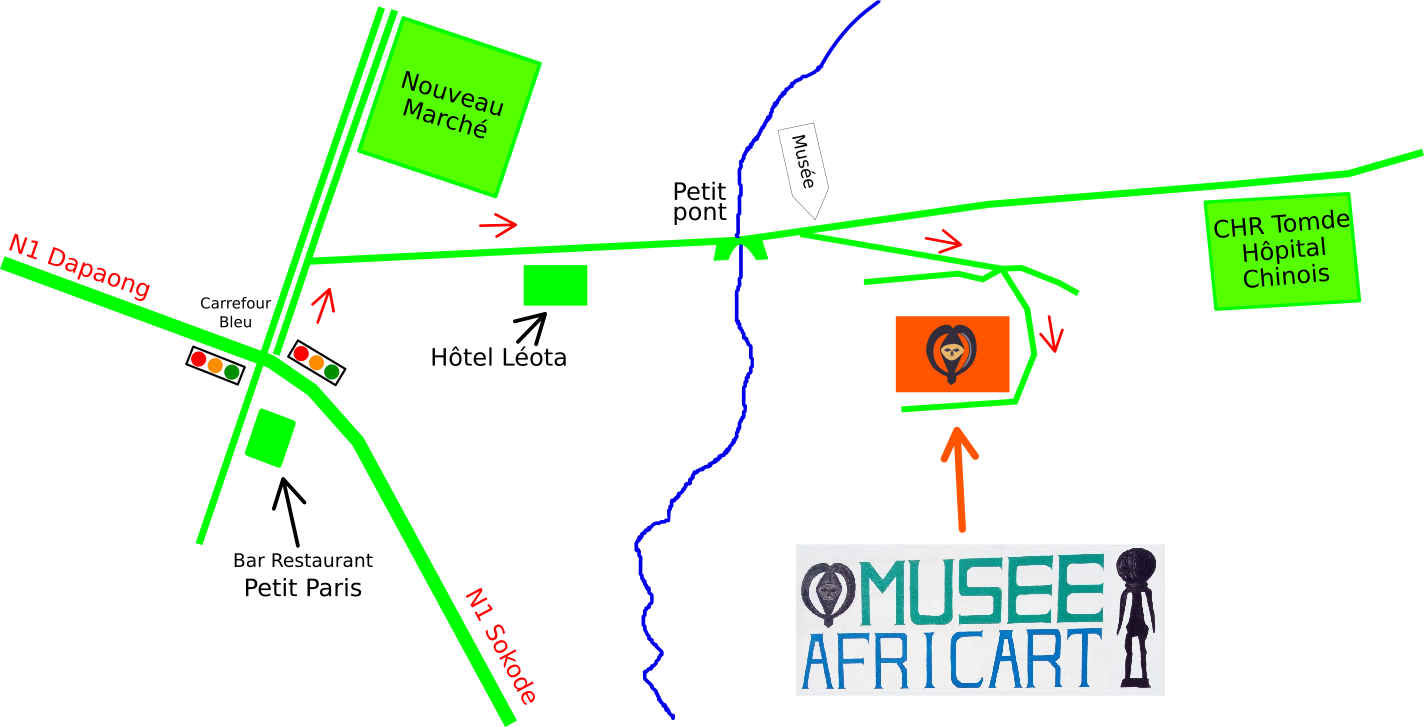 Nouveau
Marché
Musée
Petit
pont
CHR Tomde
Hôpital
Chinois
N1 Dapaong
Carrefour
Bleu
Hôtel Léota
Bar Restaurant
Petit Paris
N1 Sokode
MUSEE
AFRICART